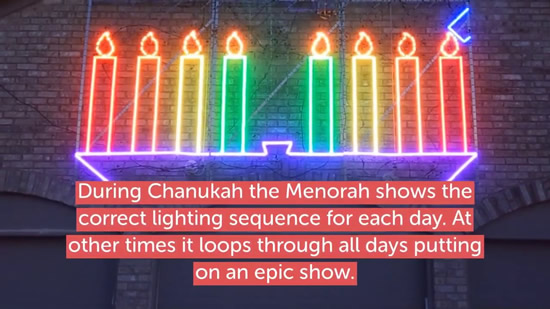 During Chanukah the Menorah shows the
correct lighting sequence for each day. At
other times it loops through all days putting
on an epic show.